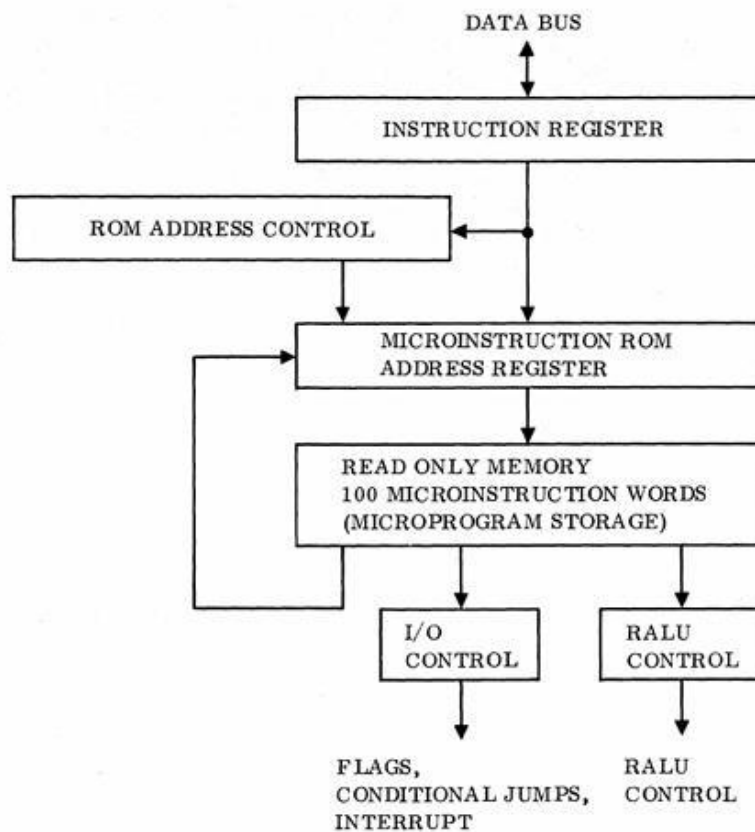 DATA BUS
INSTRUCTION REGISTER
ROM ADDRESS CONTROL
MICROINSTRUCTION ROM
ADDRESS REGISTER
READ ONLY MEMORY
100 MICROINSTRUCTION WORDS
(MICROPROGRAM STORAGE)
I/O
CONTROL
RALU
CONTROL
FLAGS,
CONDITIONAL JUMPS,
INTERRUPT
RALU
CONTROL